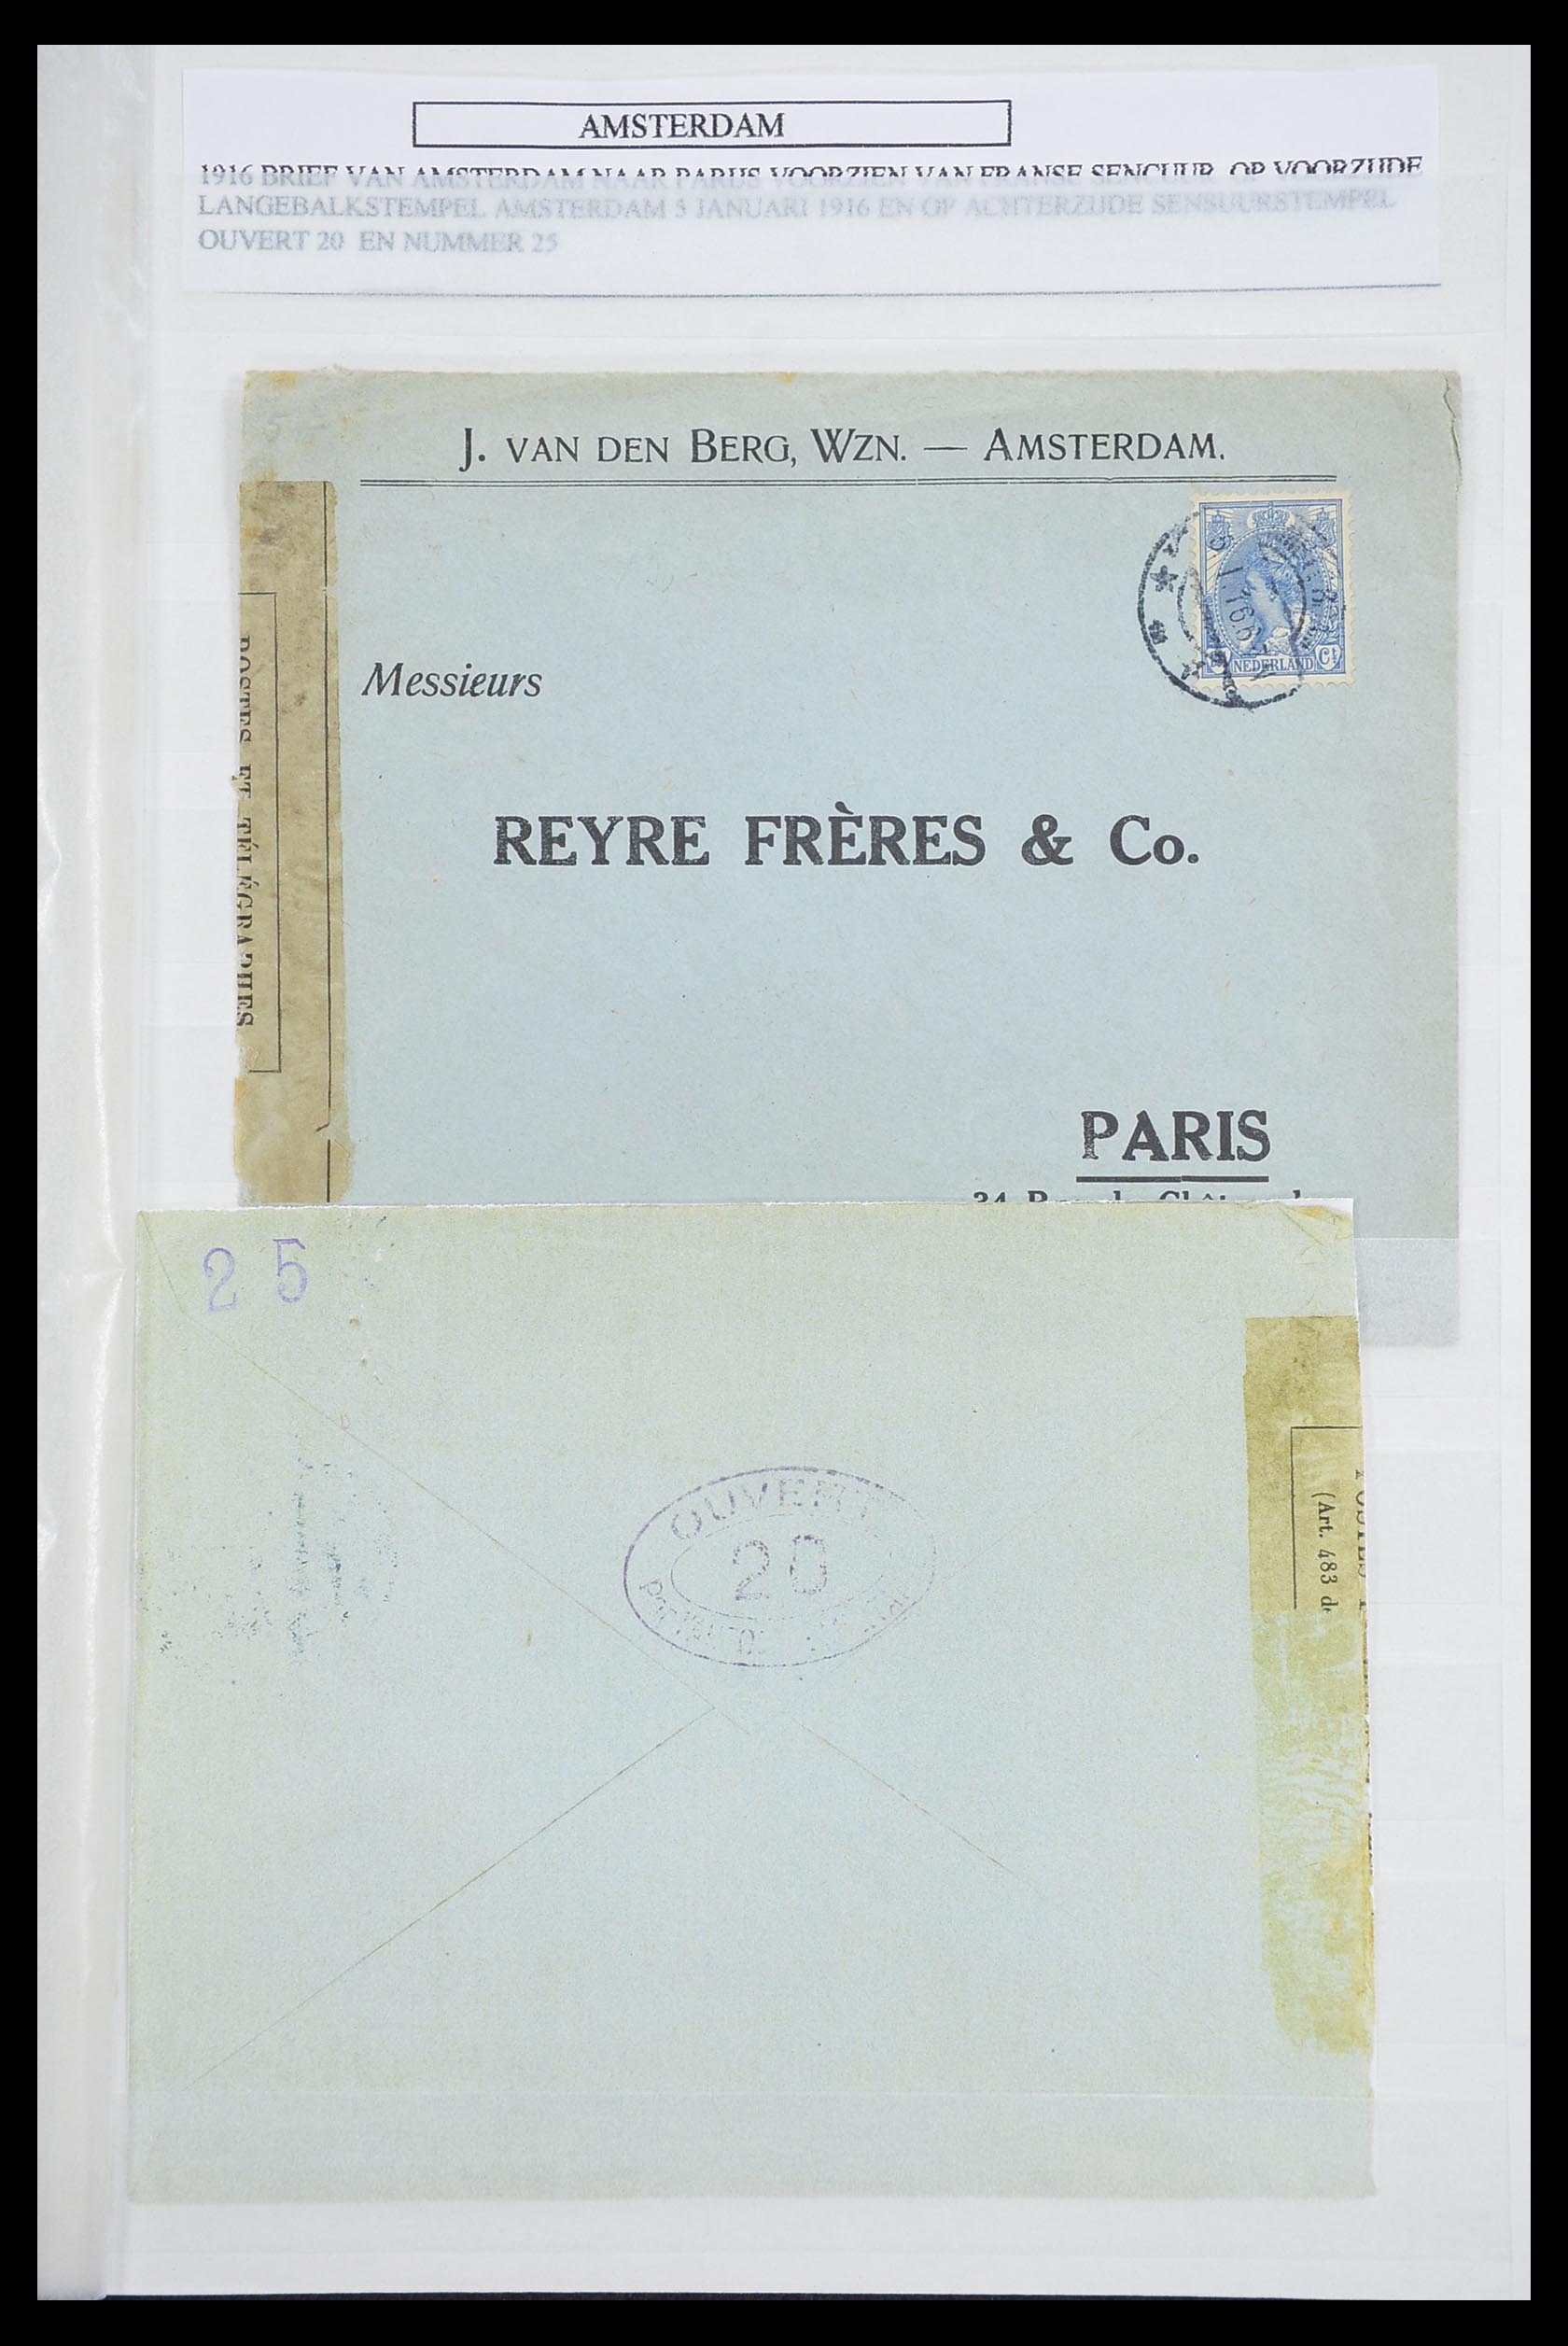 AMSTERDAM
1916 BRIEF VAN AMSTERDAM NAAR PARIJS VOORZIEN VAN FRANSE SENCUUR. OP VOORZIJDE
LANGEBALKSTEMPEL AMSTERDAM 5 JANUARI 1916 EN OP ACHTERZIJDE SENSUURSTEMPEL
OUVERT 20 EN NUMMER 25
J. VAN DEN BERG, WZN. — AMSTERDAM.
NEDERLAND Ct
POSTES ET TÉLÉGRAPHES
Messieurs
REYRE FRÈRES & Co.
PARIS
25
OUVERT
20
(Art. 483 d